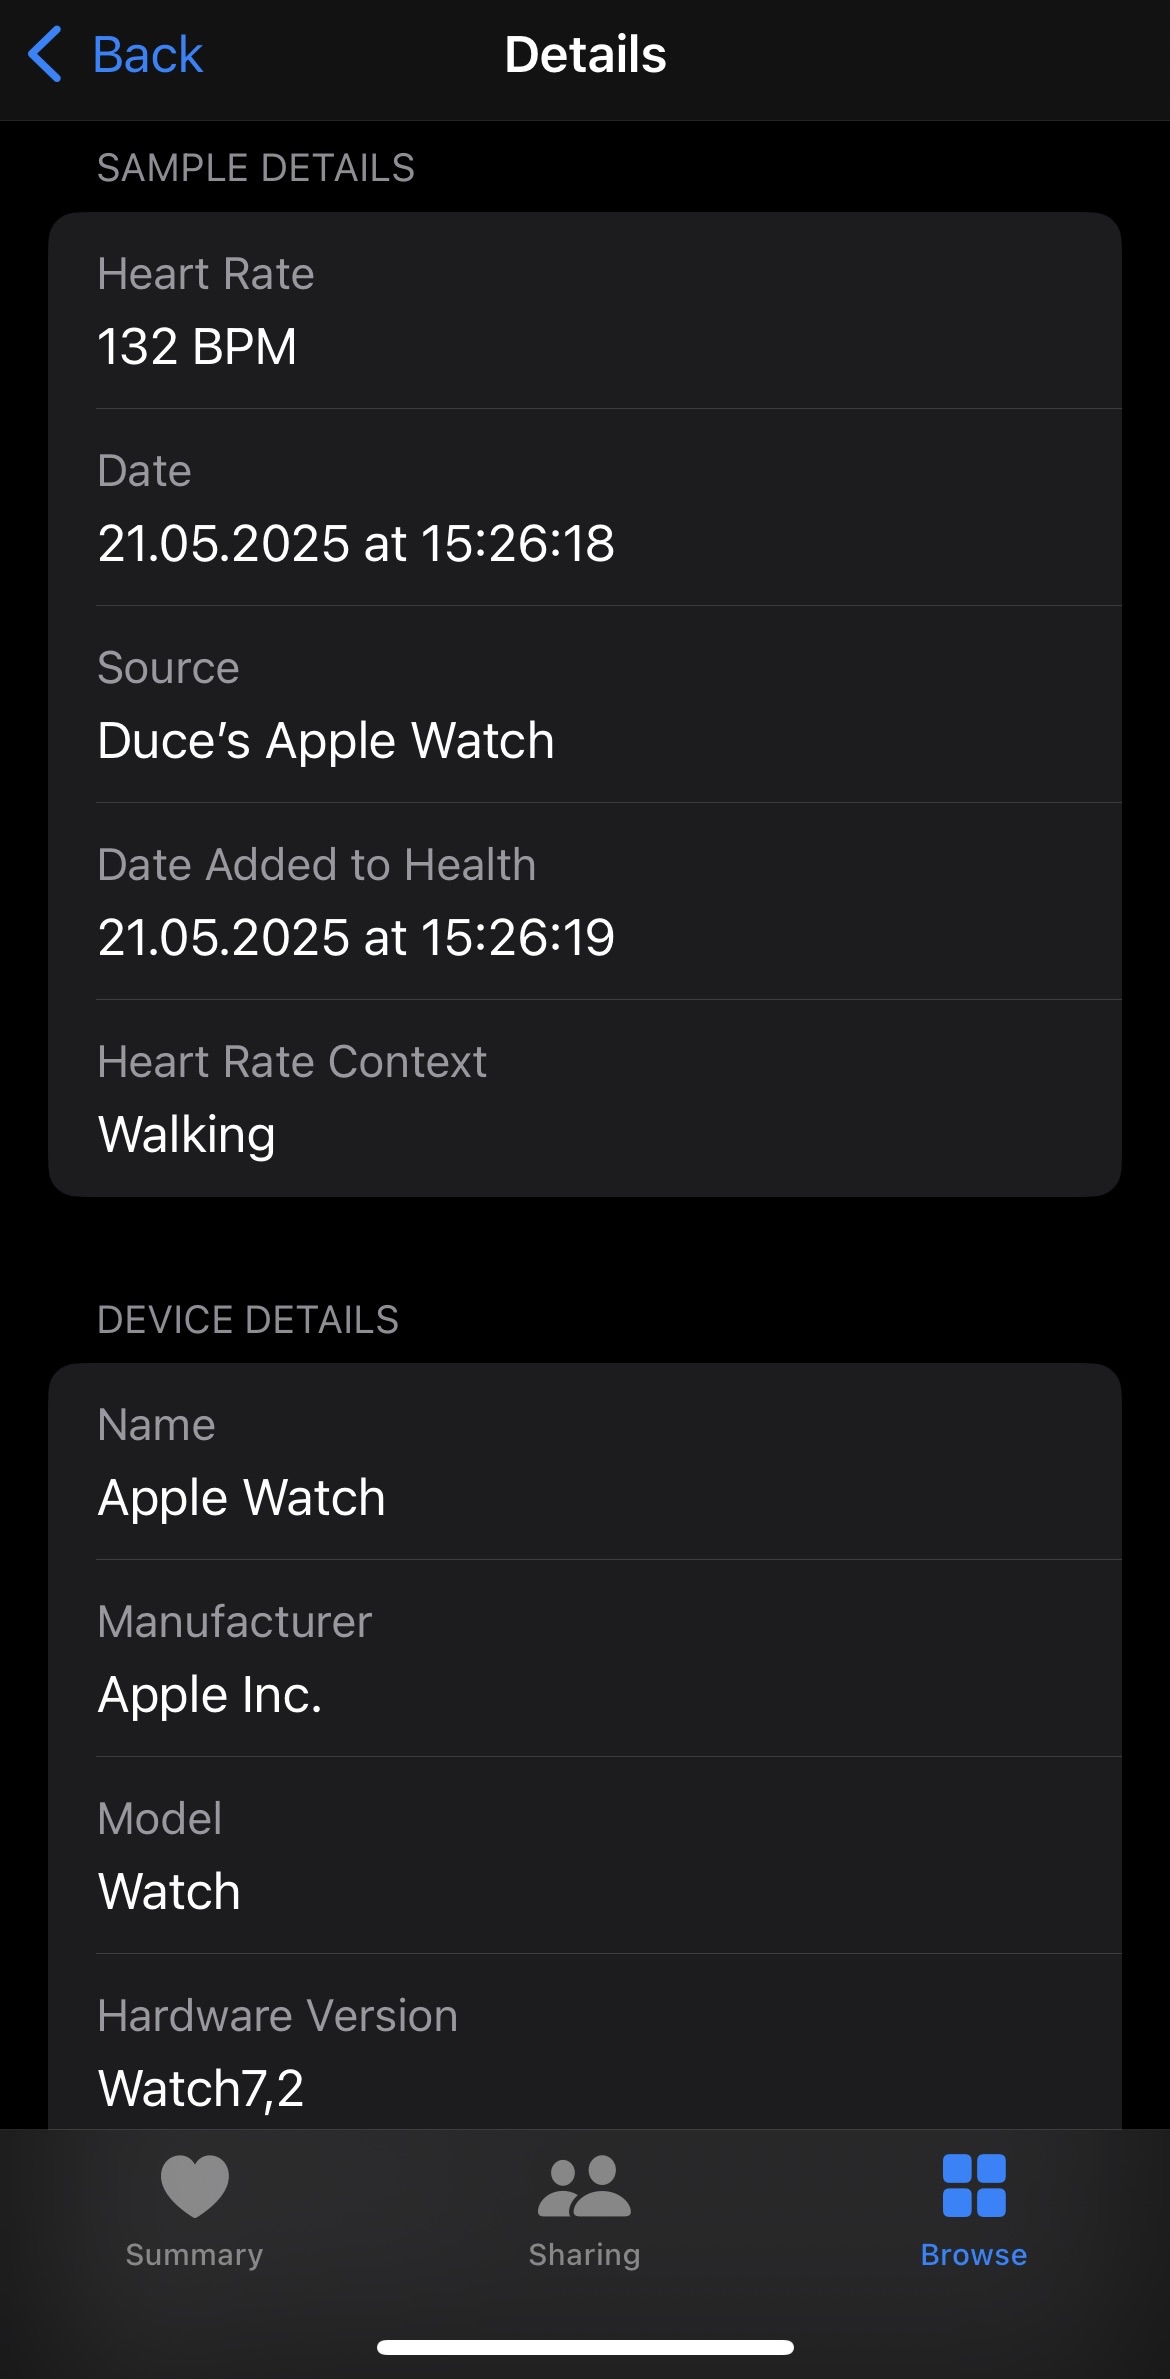 Back
Details
SAMPLE DETAILS
Heart Rate
132 BPM
Date
21.05.2025 at 15:26:18
Source
Duce’s Apple Watch
Date Added to Health
21.05.2025 at 15:26:19
Heart Rate Context
Walking
DEVICE DETAILS
Name
Apple Watch
Manufacturer
Apple Inc.
Model
Watch
Hardware Version
Watch7,2
Summary
Sharing
Browse